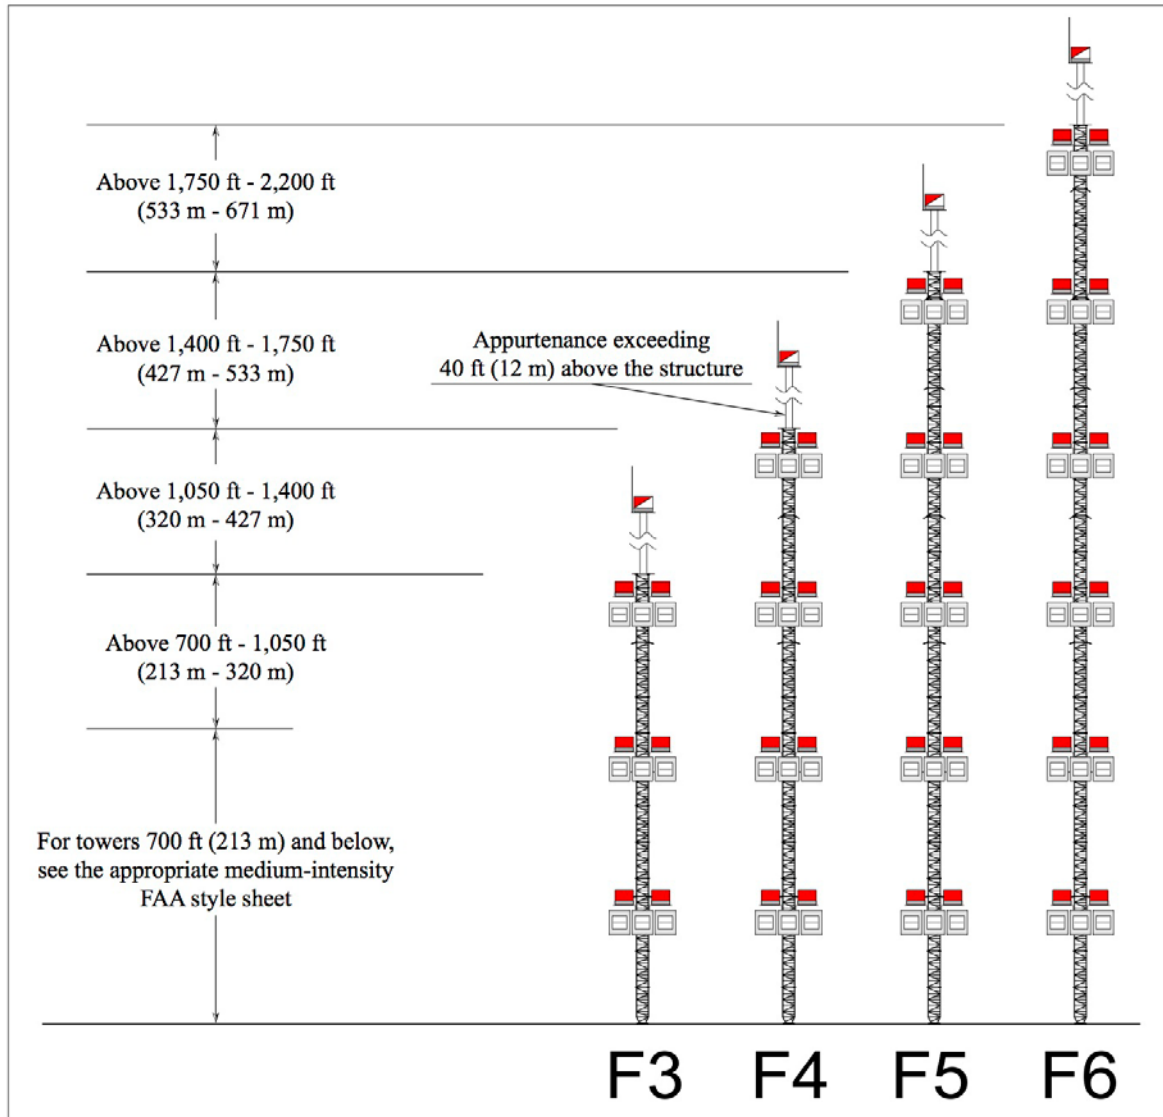 Above 1,750 ft - 2,200 ft
(533 m - 671 m)
Above 1,400 ft - 1,750 ft
(427 m - 533 m)
Appurtenance exceeding
40 ft (12 m) above the structure
Above 1,050 ft - 1,400 ft
(320 m - 427 m)
Above 700 ft - 1,050 ft
(213 m - 320 m)
For towers 700 ft (213 m) and below,
see the appropriate medium-intensity
FAA style sheet
F3 F4 F5 F6